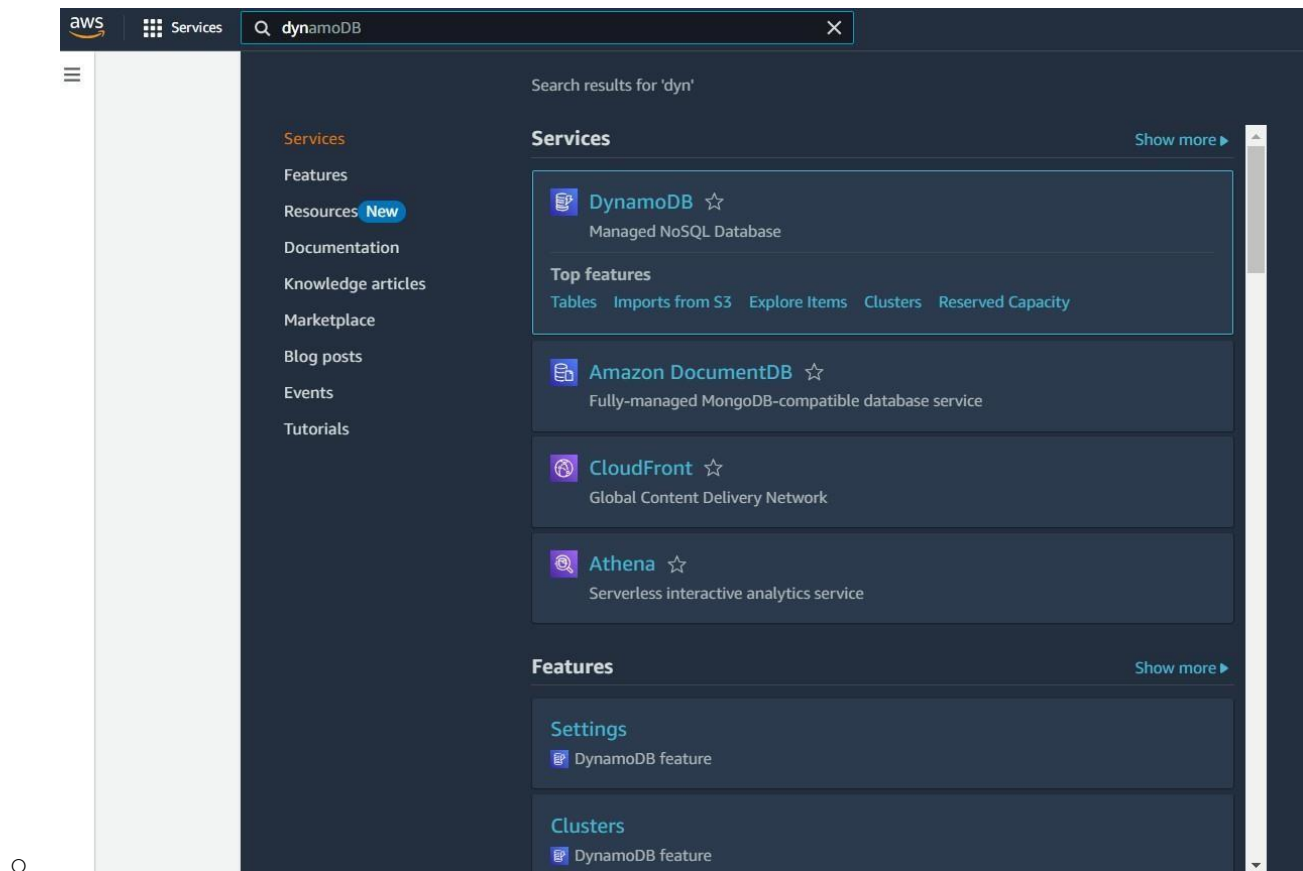 aws
Services
dynamoDB
Search results for 'dyn'
Services
Features
Resources New
Documentation
Knowledge articles
Marketplace
Blog posts
Events
Tutorials
Services
Show more
DynamoDB
Managed NoSQL Database
Top features
Tables Imports from S3 Explore Items Clusters Reserved Capacity
Amazon DocumentDB
Fully-managed MongoDB-compatible database service
CloudFront
Global Content Delivery Network
Athena
Serverless interactive analytics service
Features
Show more
Settings
DynamoDB feature
Clusters
DynamoDB feature